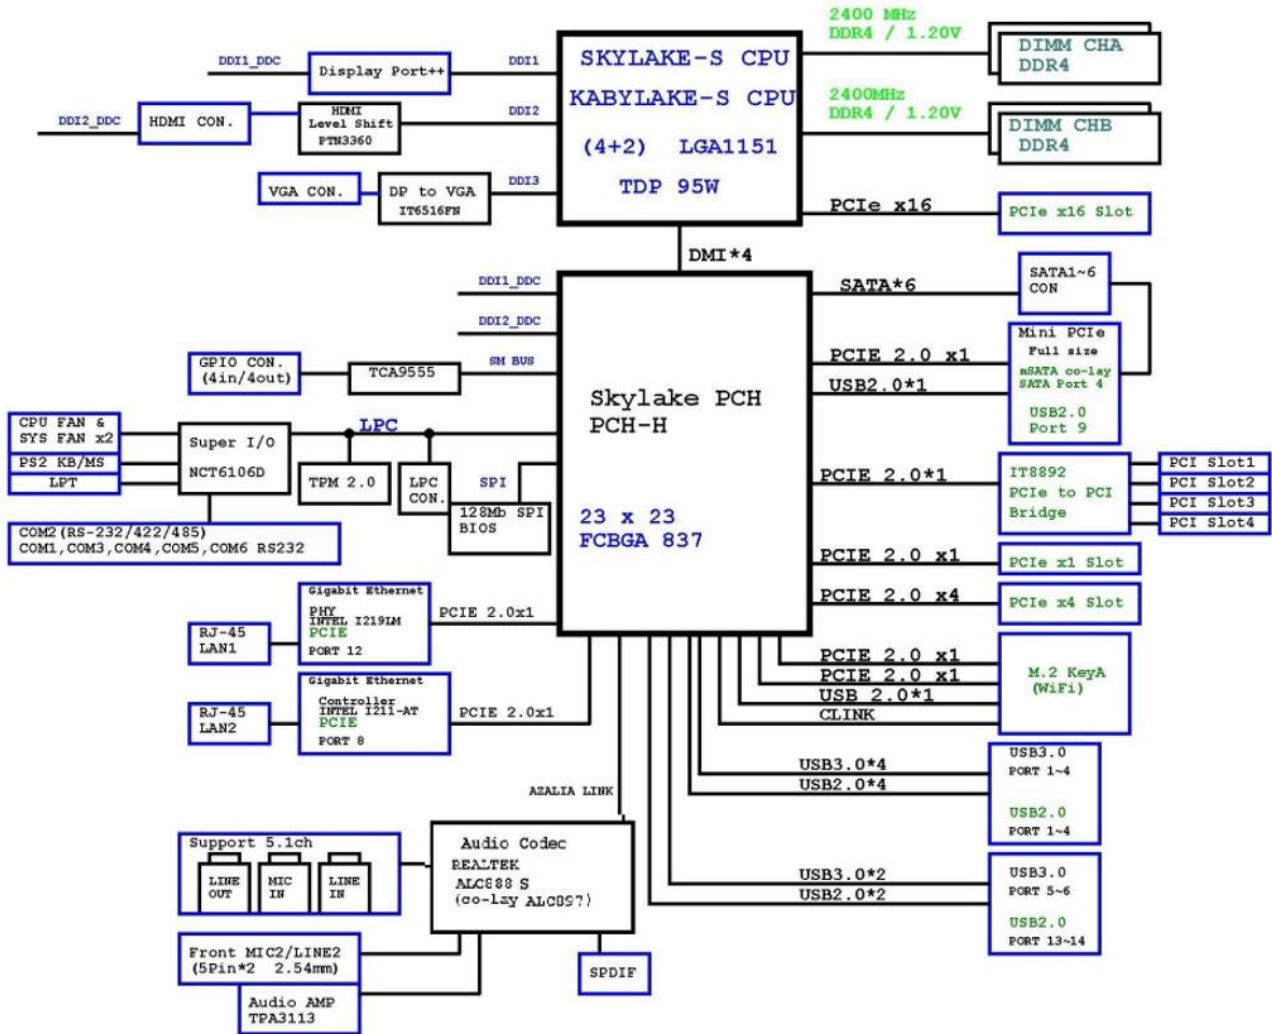 2400 MHz
DDR4 / 1.20V
DIMM CHA
DDR4
SKYLAKE-S CPU
KABYLAKE-S CPU
(4+2) LGA1151
TDP 95W
DDI1_DDC
Display Port++
DDI1
DDI2_DDC
HDMI CON.
HDMI
Level Shift
PTN3360
DDI2
2400MHz
DDR4 / 1.20V
DIMM CHB
DDR4
VGA CON.
DP to VGA
IT6516FN
DDI3
PCIe x16
PCIe x16 Slot
DMI*4
DDI1_DDC
DDI2_DDC
SATA*6
SATA1~6
CON
GPIO CON.
(4in/4out)
TCA9555
SM BUS
Skylake PCH
PCH-H
23 x 23
FCBGA 837
PCIE 2.0 x1
USB2.0*1
Mini PCIe
Full size
mSATA co-lay
SATA Port 4
USB2.0
Port 9
CPU FAN &
SYS FAN x2
PS2 KB/MS
LPT
Super I/O
NCT6106D
LPC
TPM 2.0
LPC
CON.
SPI
128Mb SPI
BIOS
COM2(RS-232/422/485)
COM1,COM3,COM4,COM5,COM6 RS232
PCIE 2.0*1
IT8892
PCIe to PCI
Bridge
PCI Slot1
PCI Slot2
PCI Slot3
PCI Slot4
PCIE 2.0 x1
PCIe x1 Slot
PCIE 2.0 x4
PCIe x4 Slot
RJ-45
LAN1
Gigabit Ethernet
PHY
INTEL I219LM
PCIE
PORT 12
PCIE 2.0x1
RJ-45
LAN2
Gigabit Ethernet
Controller
INTEL I211-AT
PCIE
PORT 8
PCIE 2.0x1
PCIE 2.0 x1
PCIE 2.0 x1
USB 2.0*1
CLINK
M.2 KeyA
(WiFi)
USB3.0*4
USB2.0*4
USB3.0
PORT 1~4
USB2.0
PORT 1~4
AZALIA LINK
Support 5.1ch
LINE
OUT
MIC
IN
LINE
IN
Audio Codec
REALTEK
ALC888 S
(co-lay ALC897)
USB3.0*2
USB2.0*2
USB3.0
PORT 5~6
USB2.0
PORT 13~14
Front MIC2/LINE2
(5Pin*2 2.54mm)
Audio AMP
TPA3113
SPDIF